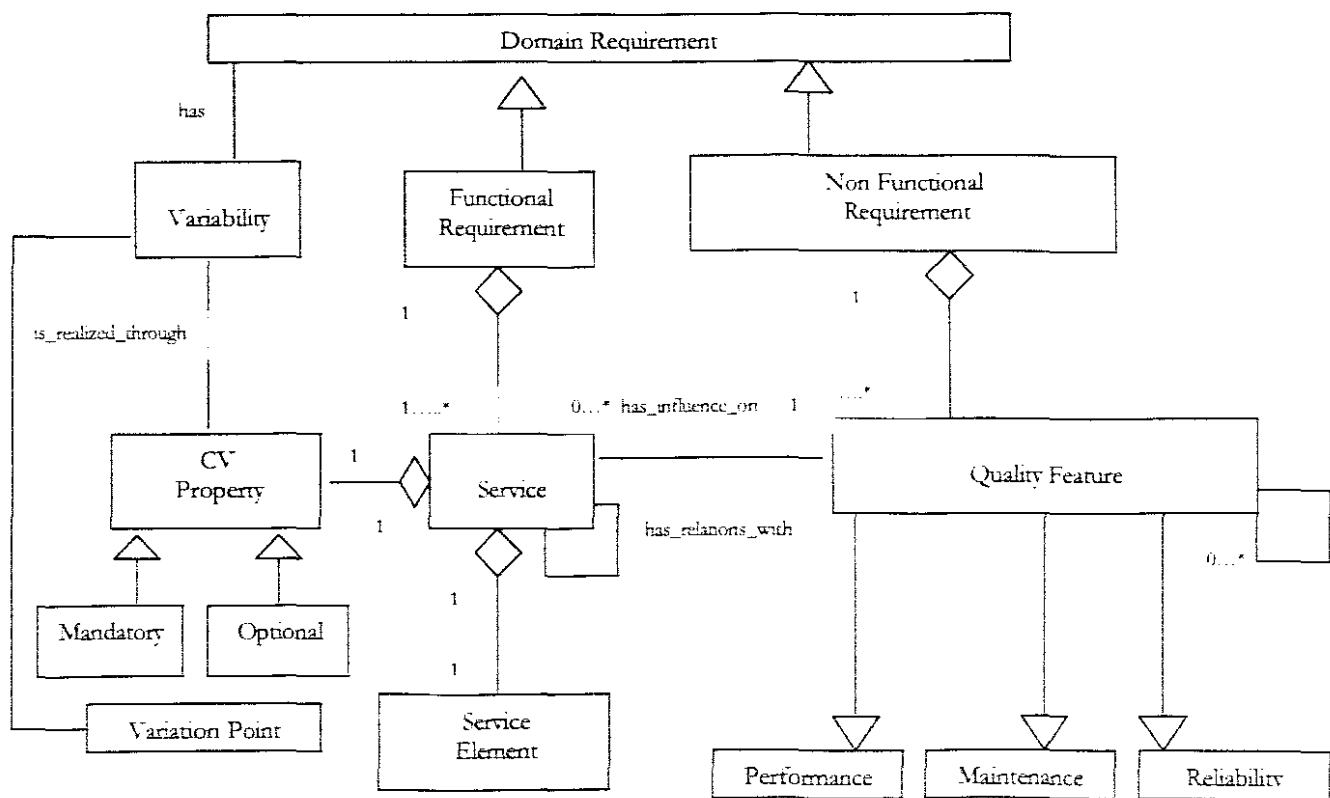 Domain Requirement
has
Variability
Functional
Requirement
Non Functional
Requirement
1
1
is_realized_through
1.....*
0...*
has_influence_on
1
....*
CV
Property
1
1
Service
Quality Feature
has_relations_with
0...*
Mandatory
Optional
1
1
Variation Point
Service
Element
Performance
Maintenance
Reliability